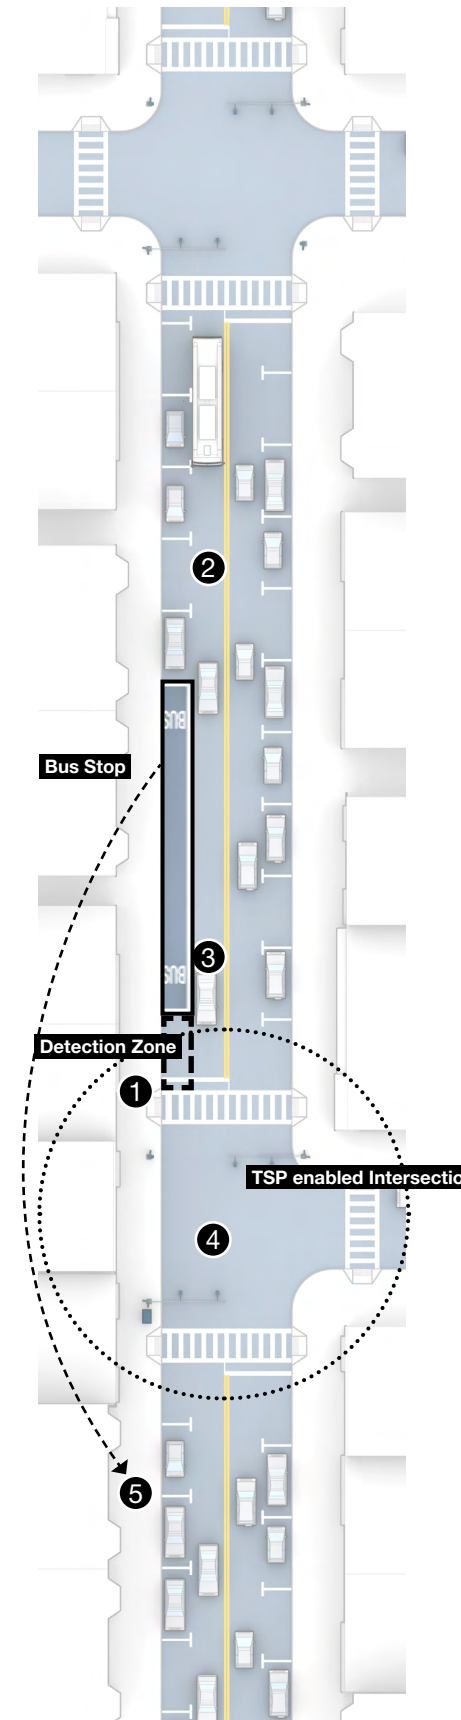 2
BUS
Bus Stop
3
BUS
Detection Zone
1
TSP enabled Intersectio
4
5